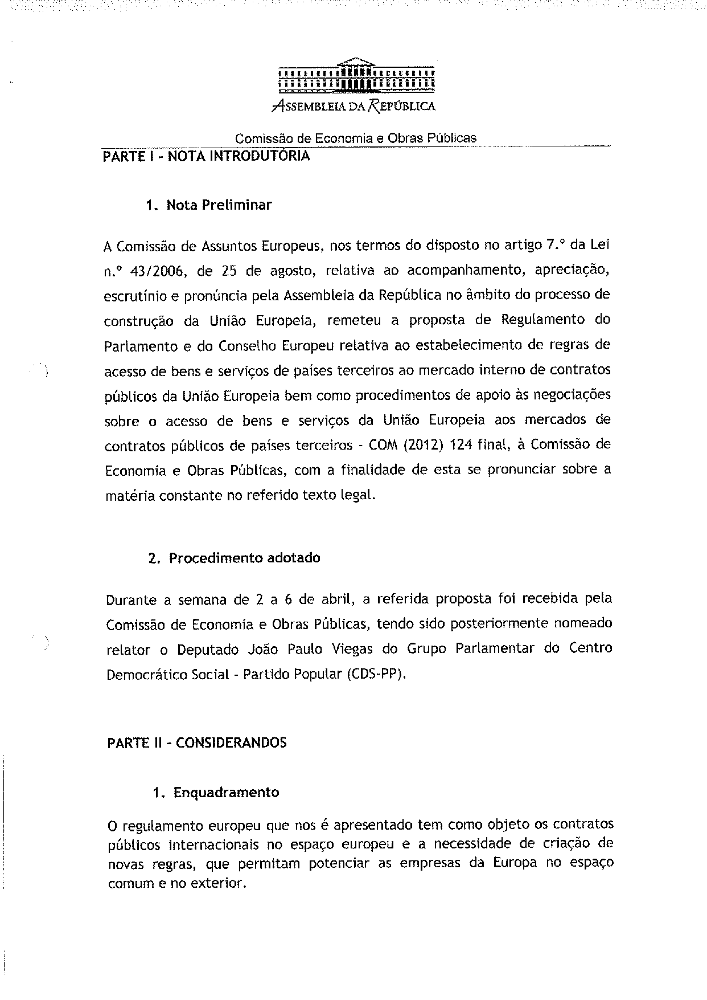 ASSEMBLEIA DA REPÚBLICA
Comissão de Economia e Obras Públicas
PARTE I - NOTA INTRODUTÓRIA
1. Nota Preliminar
A Comissão de Assuntos Europeus, nos termos do disposto no artigo 7.º da Lei
n.º 43/2006, de 25 de agosto, relativa ao acompanhamento, apreciação,
escrutínio e pronúncia pela Assembleia da República no âmbito do processo de
construção da União Europeia, remeteu a proposta de Regulamento do
Parlamento e do Conselho Europeu relativa ao estabelecimento de regras de
acesso de bens e serviços de países terceiros ao mercado interno de contratos
públicos da União Europeia bem como procedimentos de apoio às negociações
sobre o acesso de bens e serviços da União Europeia aos mercados de
contratos públicos de países terceiros - COM (2012) 124 final, à Comissão de
Economia e Obras Públicas, com a finalidade de esta se pronunciar sobre a
matéria constante no referido texto legal.
2. Procedimento adotado
Durante a semana de 2 a 6 de abril, a referida proposta foi recebida pela
Comissão de Economia e Obras Públicas, tendo sido posteriormente nomeado
relator o Deputado João Paulo Viegas do Grupo Parlamentar do Centro
Democrático Social - Partido Popular (CDS-PP).
PARTE II - CONSIDERANDOS
1. Enquadramento
O regulamento europeu que nos é apresentado tem como objeto os contratos
públicos internacionais no espaço europeu e a necessidade de criação de
novas regras, que permitam potenciar as empresas da Europa no espaço
comum e no exterior.